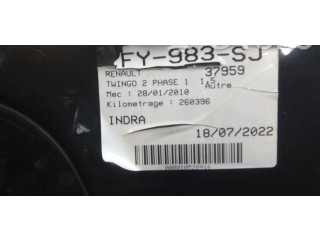 FY-983-SJ
RENAULT 37959
TWINGO 2 PHASE 1 1.5
Autre
Mec : 28/01/2010
Kilometrage : 260396
INDRA
18/07/2022